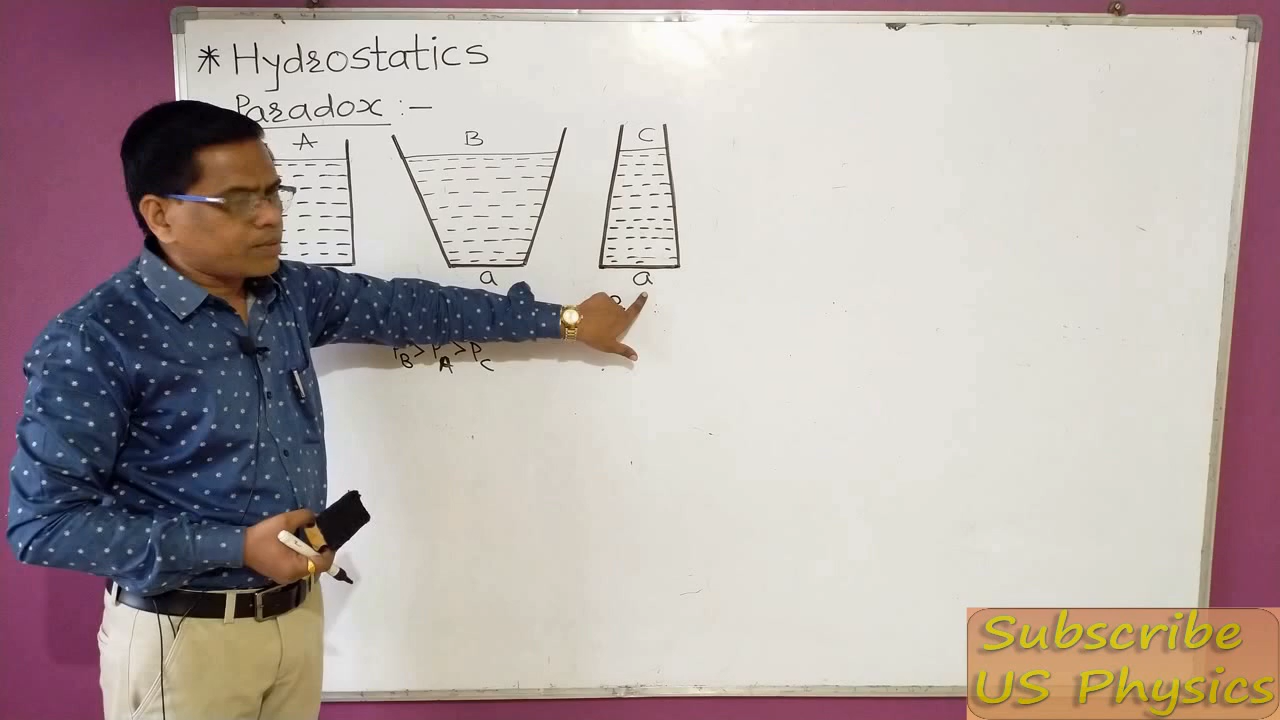 * Hydrostatics
Paradox :-
A B C
a a
B > A > P C
Subscribe
US Physics